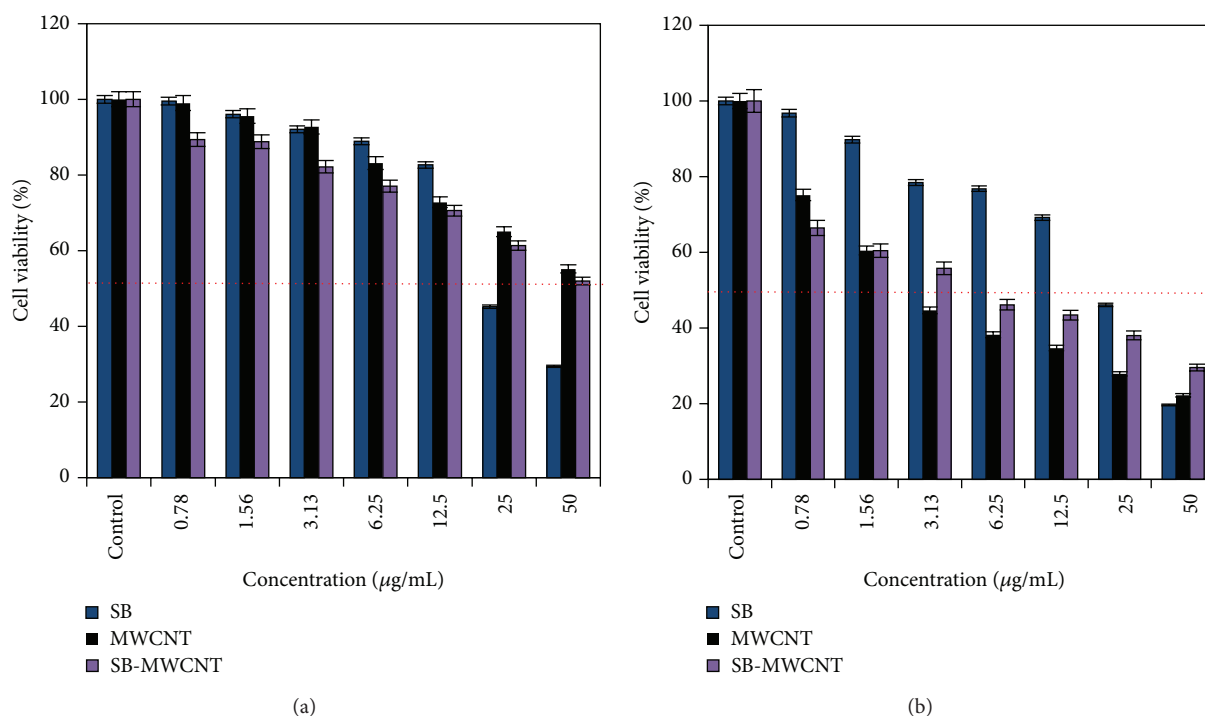 120
100
80
60
40
20
0
Cell viability (%)
Control
0.78
1.56
3.13
6.25
12.5
25
50
Concentration (μg/mL)
SB
MWCNT
SB-MWCNT
(a)
120
100
80
60
40
20
0
Cell viability (%)
Control
0.78
1.56
3.13
6.25
12.5
25
50
Concentration (μg/mL)
SB
MWCNT
SB-MWCNT
(b)